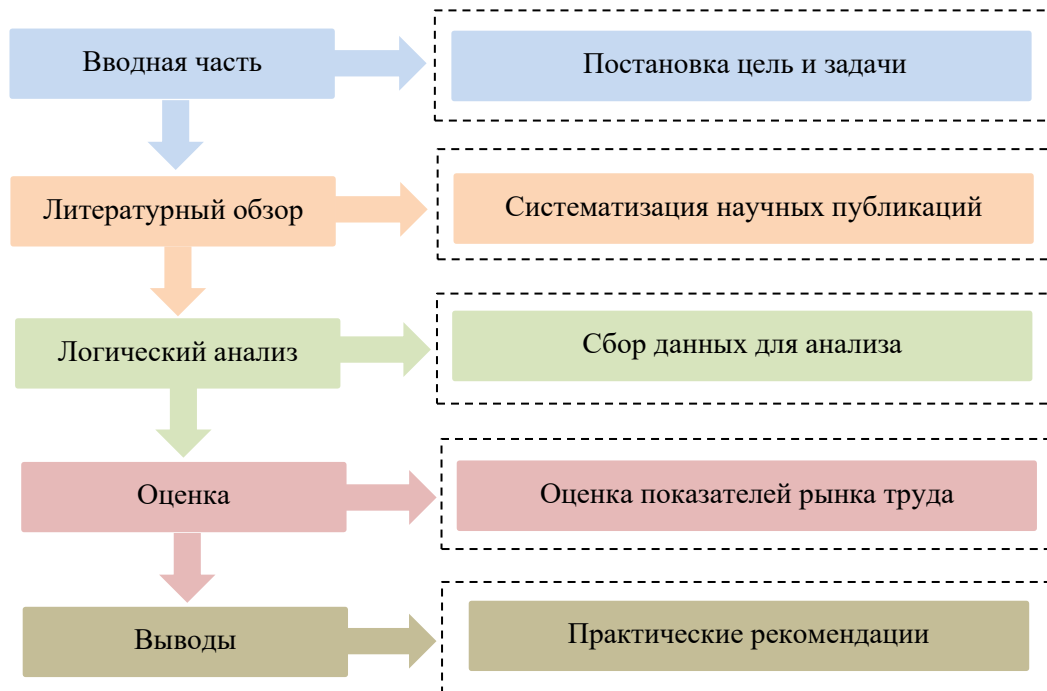 Вводная часть
Постановка цель и задачи
Литературный обзор
Систематизация научных публикаций
Логический анализ
Сбор данных для анализа
Оценка
Оценка показателей рынка труда
Выводы
Практические рекомендации